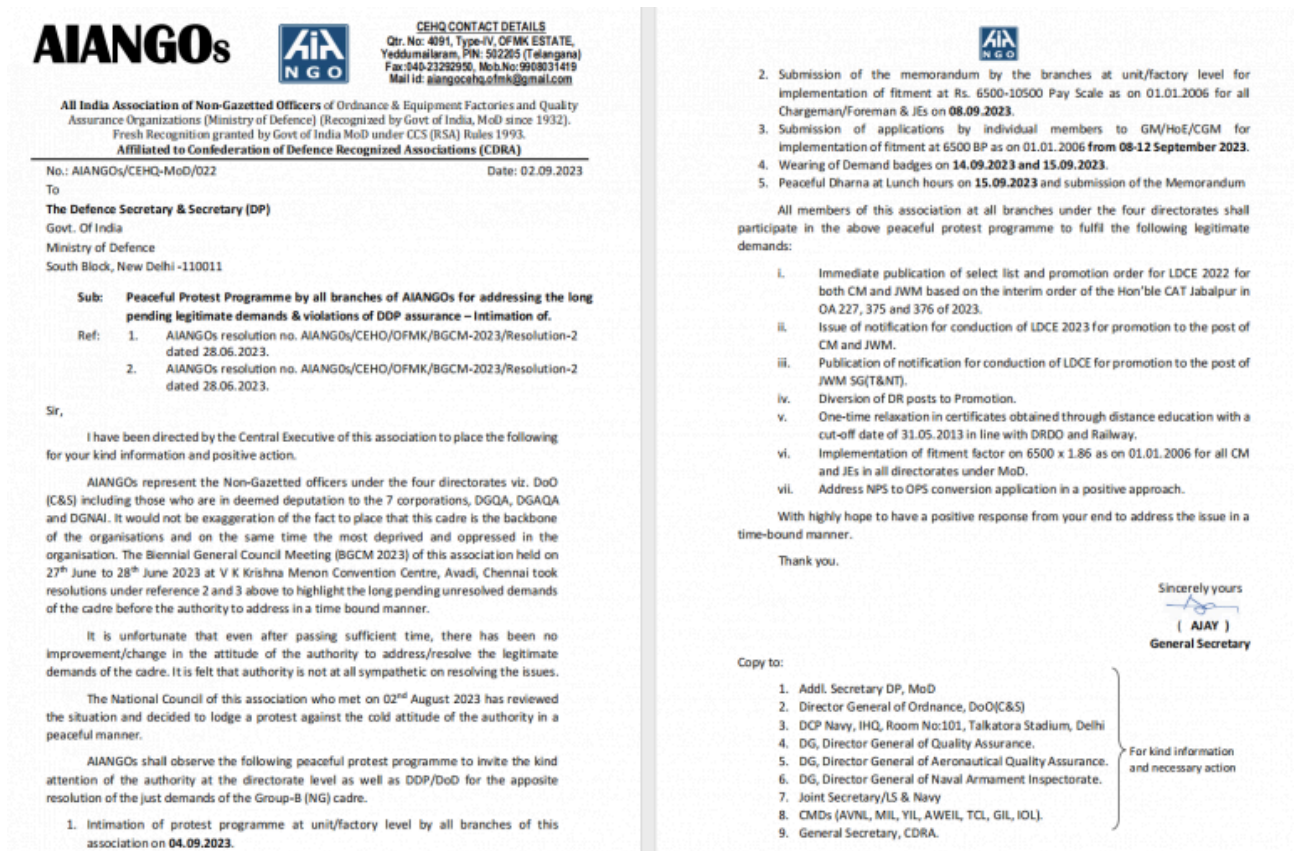 AIANGOs
AiA
NGO
CEHQ CONTACT DETAILS
Qtr. No: 4091, Type-IV, OFMK ESTATE,
Yeddumailaram, PIN: 502205 (Telangana)
Fax:040-23292950, Mob.No:9908031419
Mail id: aiangocehq.ofmk@gmail.com
All India Association of Non-Gazetted Officers of Ordnance & Equipment Factories and Quality
Assurance Organizations (Ministry of Defence) (Recognized by Govt of India, MoD since 1932).
Fresh Recognition granted by Govt of India MoD under CCS (RSA) Rules 1993.
Affiliated to Confederation of Defence Recognized Associations (CDRA)
No.: AIANGOs/CEHQ-MoD/022 Date: 02.09.2023
To
The Defence Secretary & Secretary (DP)
Govt. Of India
Ministry of Defence
South Block, New Delhi -110011
Sub: Peaceful Protest Programme by all branches of AIANGOs for addressing the long
pending legitimate demands & violations of DDP assurance – Intimation of.
Ref: 1. AIANGOs resolution no. AIANGOs/CEHO/OFMK/BGCM-2023/Resolution-2
dated 28.06.2023.
2. AIANGOs resolution no. AIANGOs/CEHO/OFMK/BGCM-2023/Resolution-2
dated 28.06.2023.
Sir,
I have been directed by the Central Executive of this association to place the following
for your kind information and positive action.
AIANGOs represent the Non-Gazetted officers under the four directorates viz. DoO
(C&S) including those who are in deemed deputation to the 7 corporations, DGQA, DGAQA
and DGNAI. It would not be exaggeration of the fact to place that this cadre is the backbone
of the organisations and on the same time the most deprived and oppressed in the
organisation. The Biennial General Council Meeting (BGCM 2023) of this association held on
27th June to 28th June 2023 at V K Krishna Menon Convention Centre, Avadi, Chennai took
resolutions under reference 2 and 3 above to highlight the long pending unresolved demands
of the cadre before the authority to address in a time bound manner.
It is unfortunate that even after passing sufficient time, there has been no
improvement/change in the attitude of the authority to address/resolve the legitimate
demands of the cadre. It is felt that authority is not at all sympathetic on resolving the issues.
The National Council of this association who met on 02nd August 2023 has reviewed
the situation and decided to lodge a protest against the cold attitude of the authority in a
peaceful manner.
AIANGOs shall observe the following peaceful protest programme to invite the kind
attention of the authority at the directorate level as well as DDP/DoD for the apposite
resolution of the just demands of the Group-B (NG) cadre.
1. Intimation of protest programme at unit/factory level by all branches of this
association on 04.09.2023.
AiA
NGO
2. Submission of the memorandum by the branches at unit/factory level for
implementation of fitment at Rs. 6500-10500 Pay Scale as on 01.01.2006 for all
Chargeman/Foreman & JEs on 08.09.2023.
3. Submission of applications by individual members to GM/HoE/CGM for
implementation of fitment at 6500 BP as on 01.01.2006 from 08-12 September 2023.
4. Wearing of Demand badges on 14.09.2023 and 15.09.2023.
5. Peaceful Dharna at Lunch hours on 15.09.2023 and submission of the Memorandum
All members of this association at all branches under the four directorates shall
participate in the above peaceful protest programme to fulfil the following legitimate
demands:
i. Immediate publication of select list and promotion order for LDCE 2022 for
both CM and JWM based on the interim order of the Hon'ble CAT Jabalpur in
OA 227, 375 and 376 of 2023.
ii. Issue of notification for conduction of LDCE 2023 for promotion to the post of
CM and JWM.
iii. Publication of notification for conduction of LDCE for promotion to the post of
JWM SG(T&NT).
iv. Diversion of DR posts to Promotion.
v. One-time relaxation in certificates obtained through distance education with a
cut-off date of 31.05.2013 in line with DRDO and Railway.
vi. Implementation of fitment factor on 6500 x 1.86 as on 01.01.2006 for all CM
and JEs in all directorates under MoD.
vii. Address NPS to OPS conversion application in a positive approach.
With highly hope to have a positive response from your end to address the issue in a
time-bound manner.
Thank you.
Sincerely yours
( AJAY )
General Secretary
Copy to:
1. Addl. Secretary DP, MoD
2. Director General of Ordnance, DoO(C&S)
3. DCP Navy, IHQ, Room No:101, Talkatora Stadium, Delhi
4. DG, Director General of Quality Assurance.
5. DG, Director General of Aeronautical Quality Assurance.
6. DG, Director General of Naval Armament Inspectorate.
7. Joint Secretary/LS & Navy
8. CMDs (AVNL, MIL, YIL, AWEIL, TCL, GIL, IOL).
9. General Secretary, CDRA.
For kind information
and necessary action